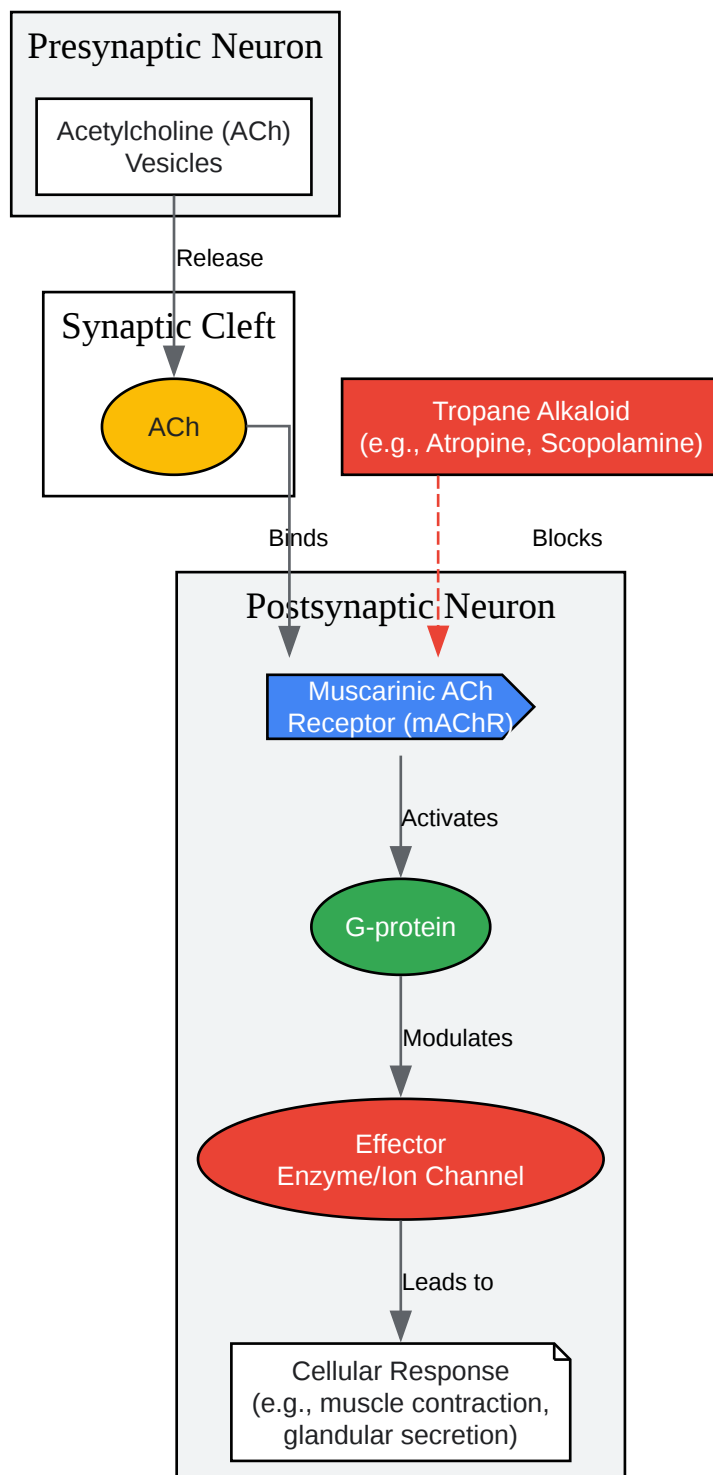 Presynaptic Neuron
Acetylcholine (ACh)
Vesicles
Release
Synaptic Cleft
ACh
Tropane Alkaloid
(e.g., Atropine, Scopolamine)
Binds
Blocks
Postsynaptic Neuron
Muscarinic ACh
Receptor (mAChR)
Activates
G-protein
Modulates
Effector
Enzyme/Ion Channel
Leads to
Cellular Response
(e.g., muscle contraction,
glandular secretion)